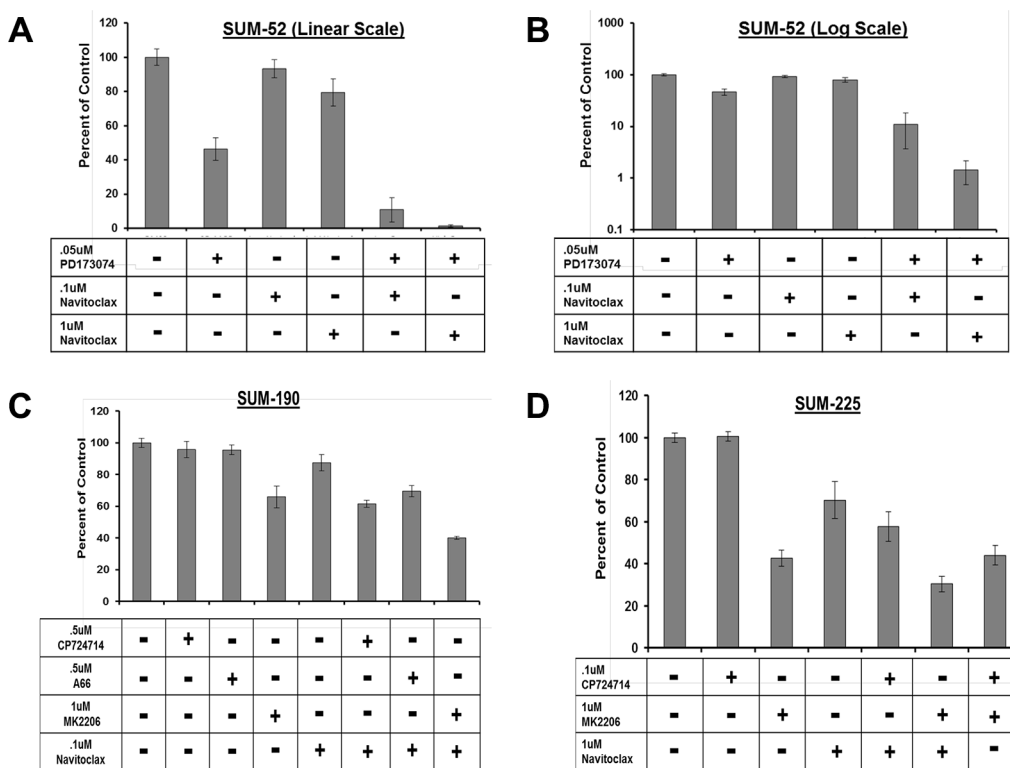 A
SUM-52 (Linear Scale)
Percent of Control
120
100
80
60
40
20
0
.05uM
PD173074
- + - - + +
.1uM
Navitoclax
- - + - + -
1uM
Navitoclax
- - - + - +
B
SUM-52 (Log Scale)
Percent of Control
1000
100
10
1
0.1
.05uM
PD173074
- + - - + +
.1uM
Navitoclax
- - + - + -
1uM
Navitoclax
- - - + - +
C
SUM-190
Percent of Control
120
100
80
60
40
20
0
.5uM
CP724714
- + - - - + - -
.5uM
A66
- - + - - - + -
1uM
MK2206
- - - + - - - +
.1uM
Navitoclax
- - - - + + + +
D
SUM-225
Percent of Control
120
100
80
60
40
20
0
.1uM
CP724714
- + - - + - +
1uM
MK2206
- - + - - + +
1uM
Navitoclax
- - - + + + -